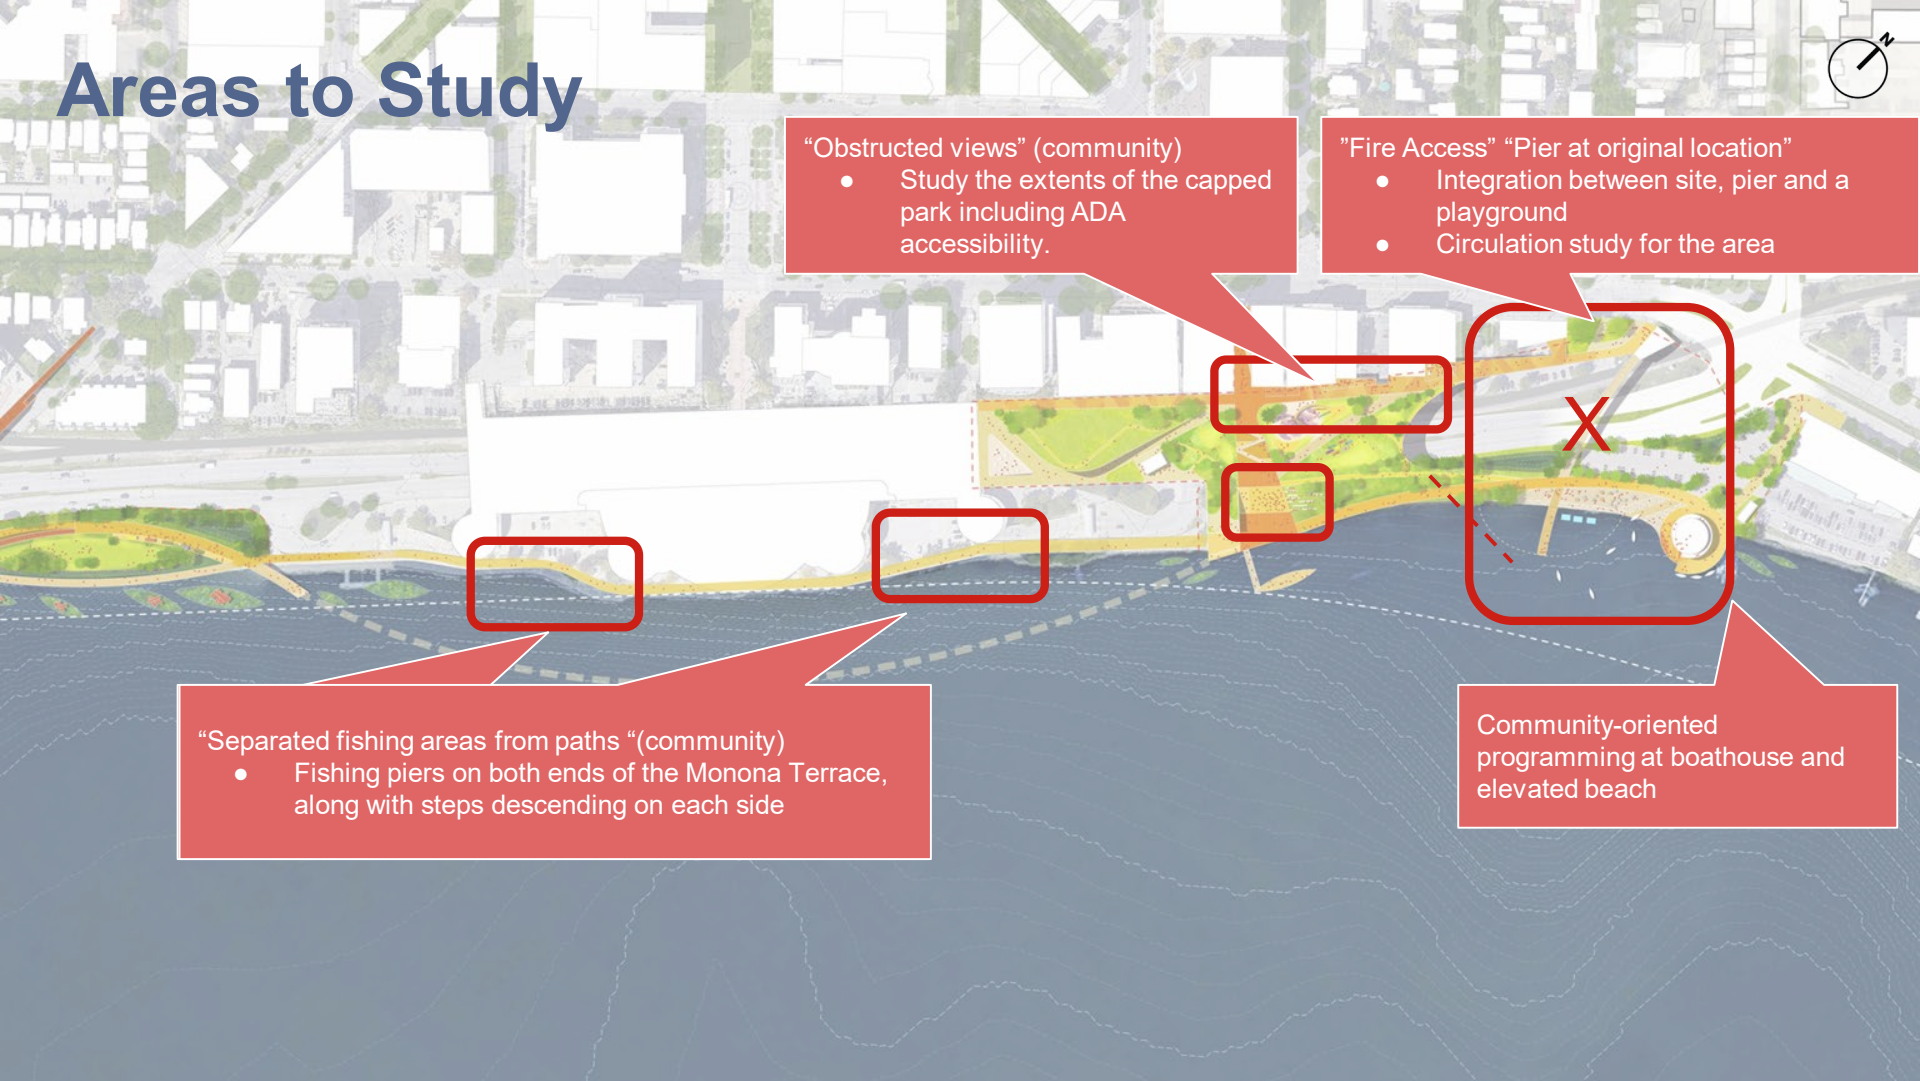 Areas to Study
N
“Obstructed views” (community)
● Study the extents of the capped
park including ADA
accessibility.
”Fire Access” “Pier at original location”
● Integration between site, pier and a
playground
● Circulation study for the area
X
“Separated fishing areas from paths “(community)
● Fishing piers on both ends of the Monona Terrace,
along with steps descending on each side
Community-oriented
programming at boathouse and
elevated beach